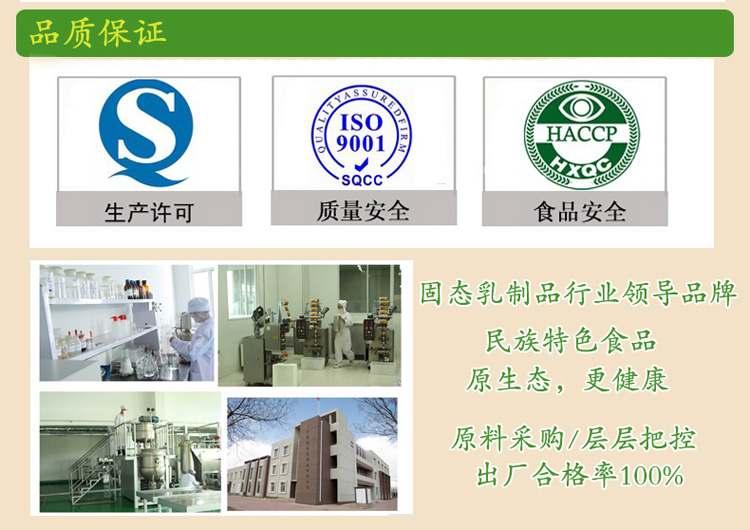 品质保证
S
QUALITYASSUREDFIRM
ISO
9001
SQCC
HACCP
HXQC
生产许可
质量安全
食品安全
固态乳制品行业领导品牌
民族特色食品
原生态，更健康
原料采购/层层把控
出厂合格率100%